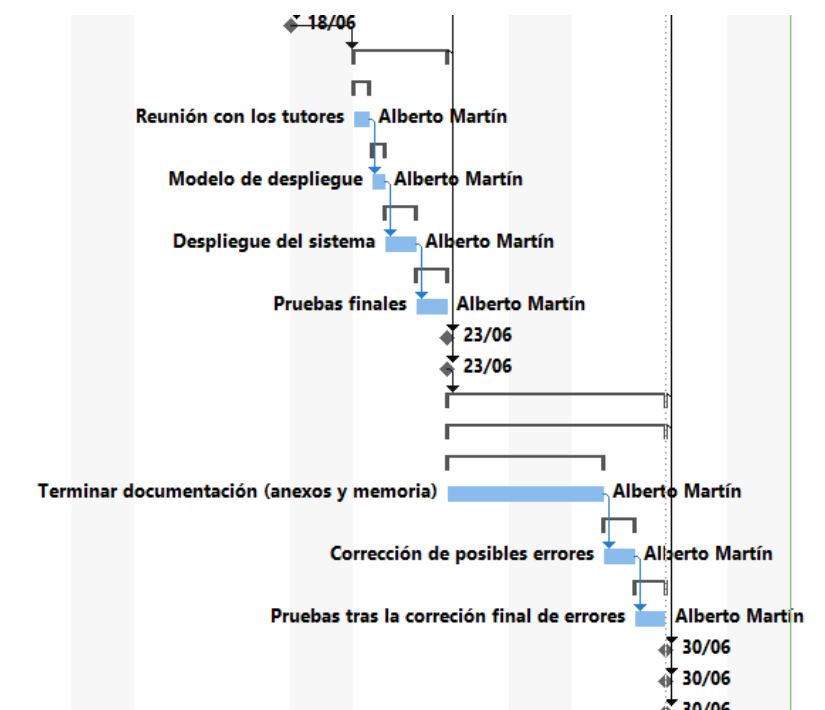 18/06
Reunión con los tutores Alberto Martín
Modelo de despliegue Alberto Martín
Despliegue del sistema Alberto Martín
Pruebas finales Alberto Martín
23/06
23/06
Terminar documentación (anexos y memoria) Alberto Martín
Corrección de posibles errores Alberto Martín
Pruebas tras la correción final de errores Alberto Martín
30/06
30/06
30/06